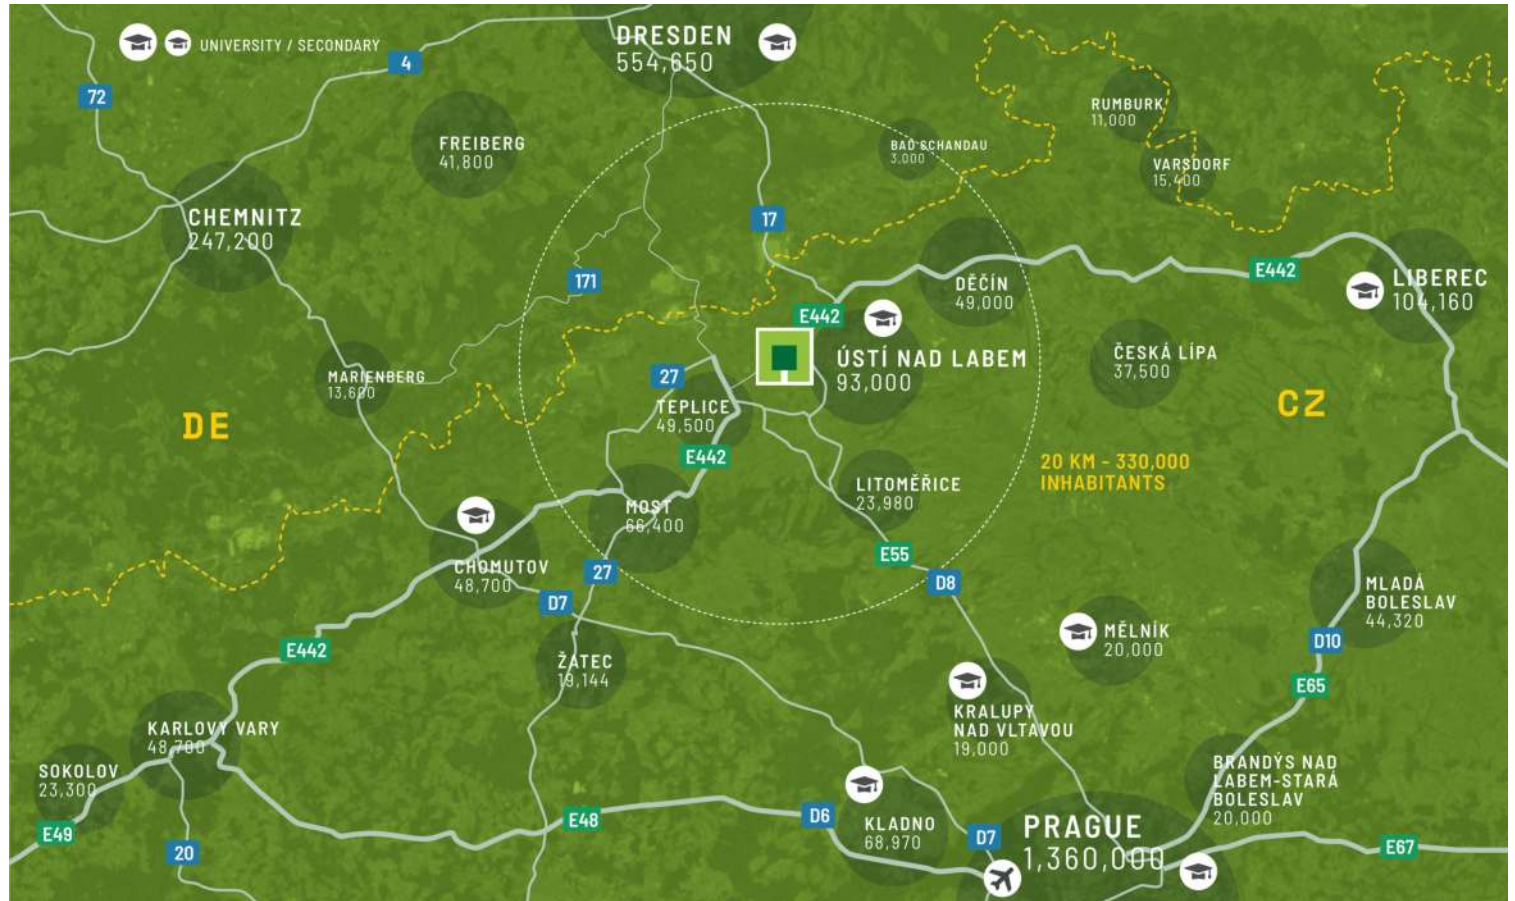 UNIVERSITY / SECONDARY
DRESDEN
554,650
4
72
FREIBERG
41,800
RUMBURK
11,000
BAD SCHANDAU
3,000
VARSDORF
15,400
CHEMNITZ
247,200
17
171
E442
DĚČÍN
49,000
LIBEREC
104,160
E442
ÚSTÍ NAD LABEM
93,000
ČESKÁ LÍPA
37,500
MARIENBERG
13,600
27
TEPLICE
49,500
DE
CZ
E442
20 KM - 330,000
INHABITANTS
LITOMĚŘICE
23,980
MOST
66,400
E55
CHOMUTOV
48,700
27
D7
D8
MLADÁ
BOLESLAV
44,320
MĚLNÍK
20,000
D10
E442
ŽATEC
19,144
E65
KRALUPY
NAD VLTAVOU
19,000
KARLOVY VARY
48,700
SOKOLOV
23,300
BRANDÝS NAD
LABEM-STARÁ
BOLESLAV
20,000
E49
20
E48
D6
KLADNO
68,970
D7
PRAGUE
1,360,000
E67